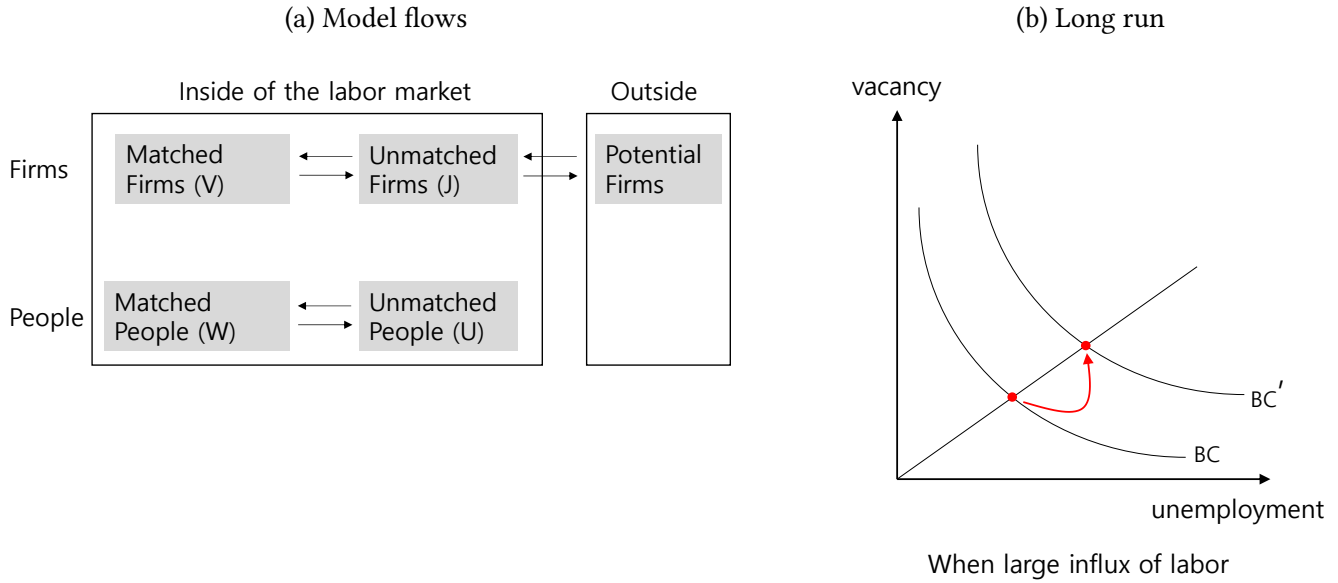 (a) Model flows
Inside of the labor market
Outside
Firms
Matched
Firms (V)
Unmatched
Firms (J)
Potential
Firms
People
Matched
People (W)
Unmatched
People (U)
(b) Long run
vacancy
BC'
BC
unemployment
When large influx of labor